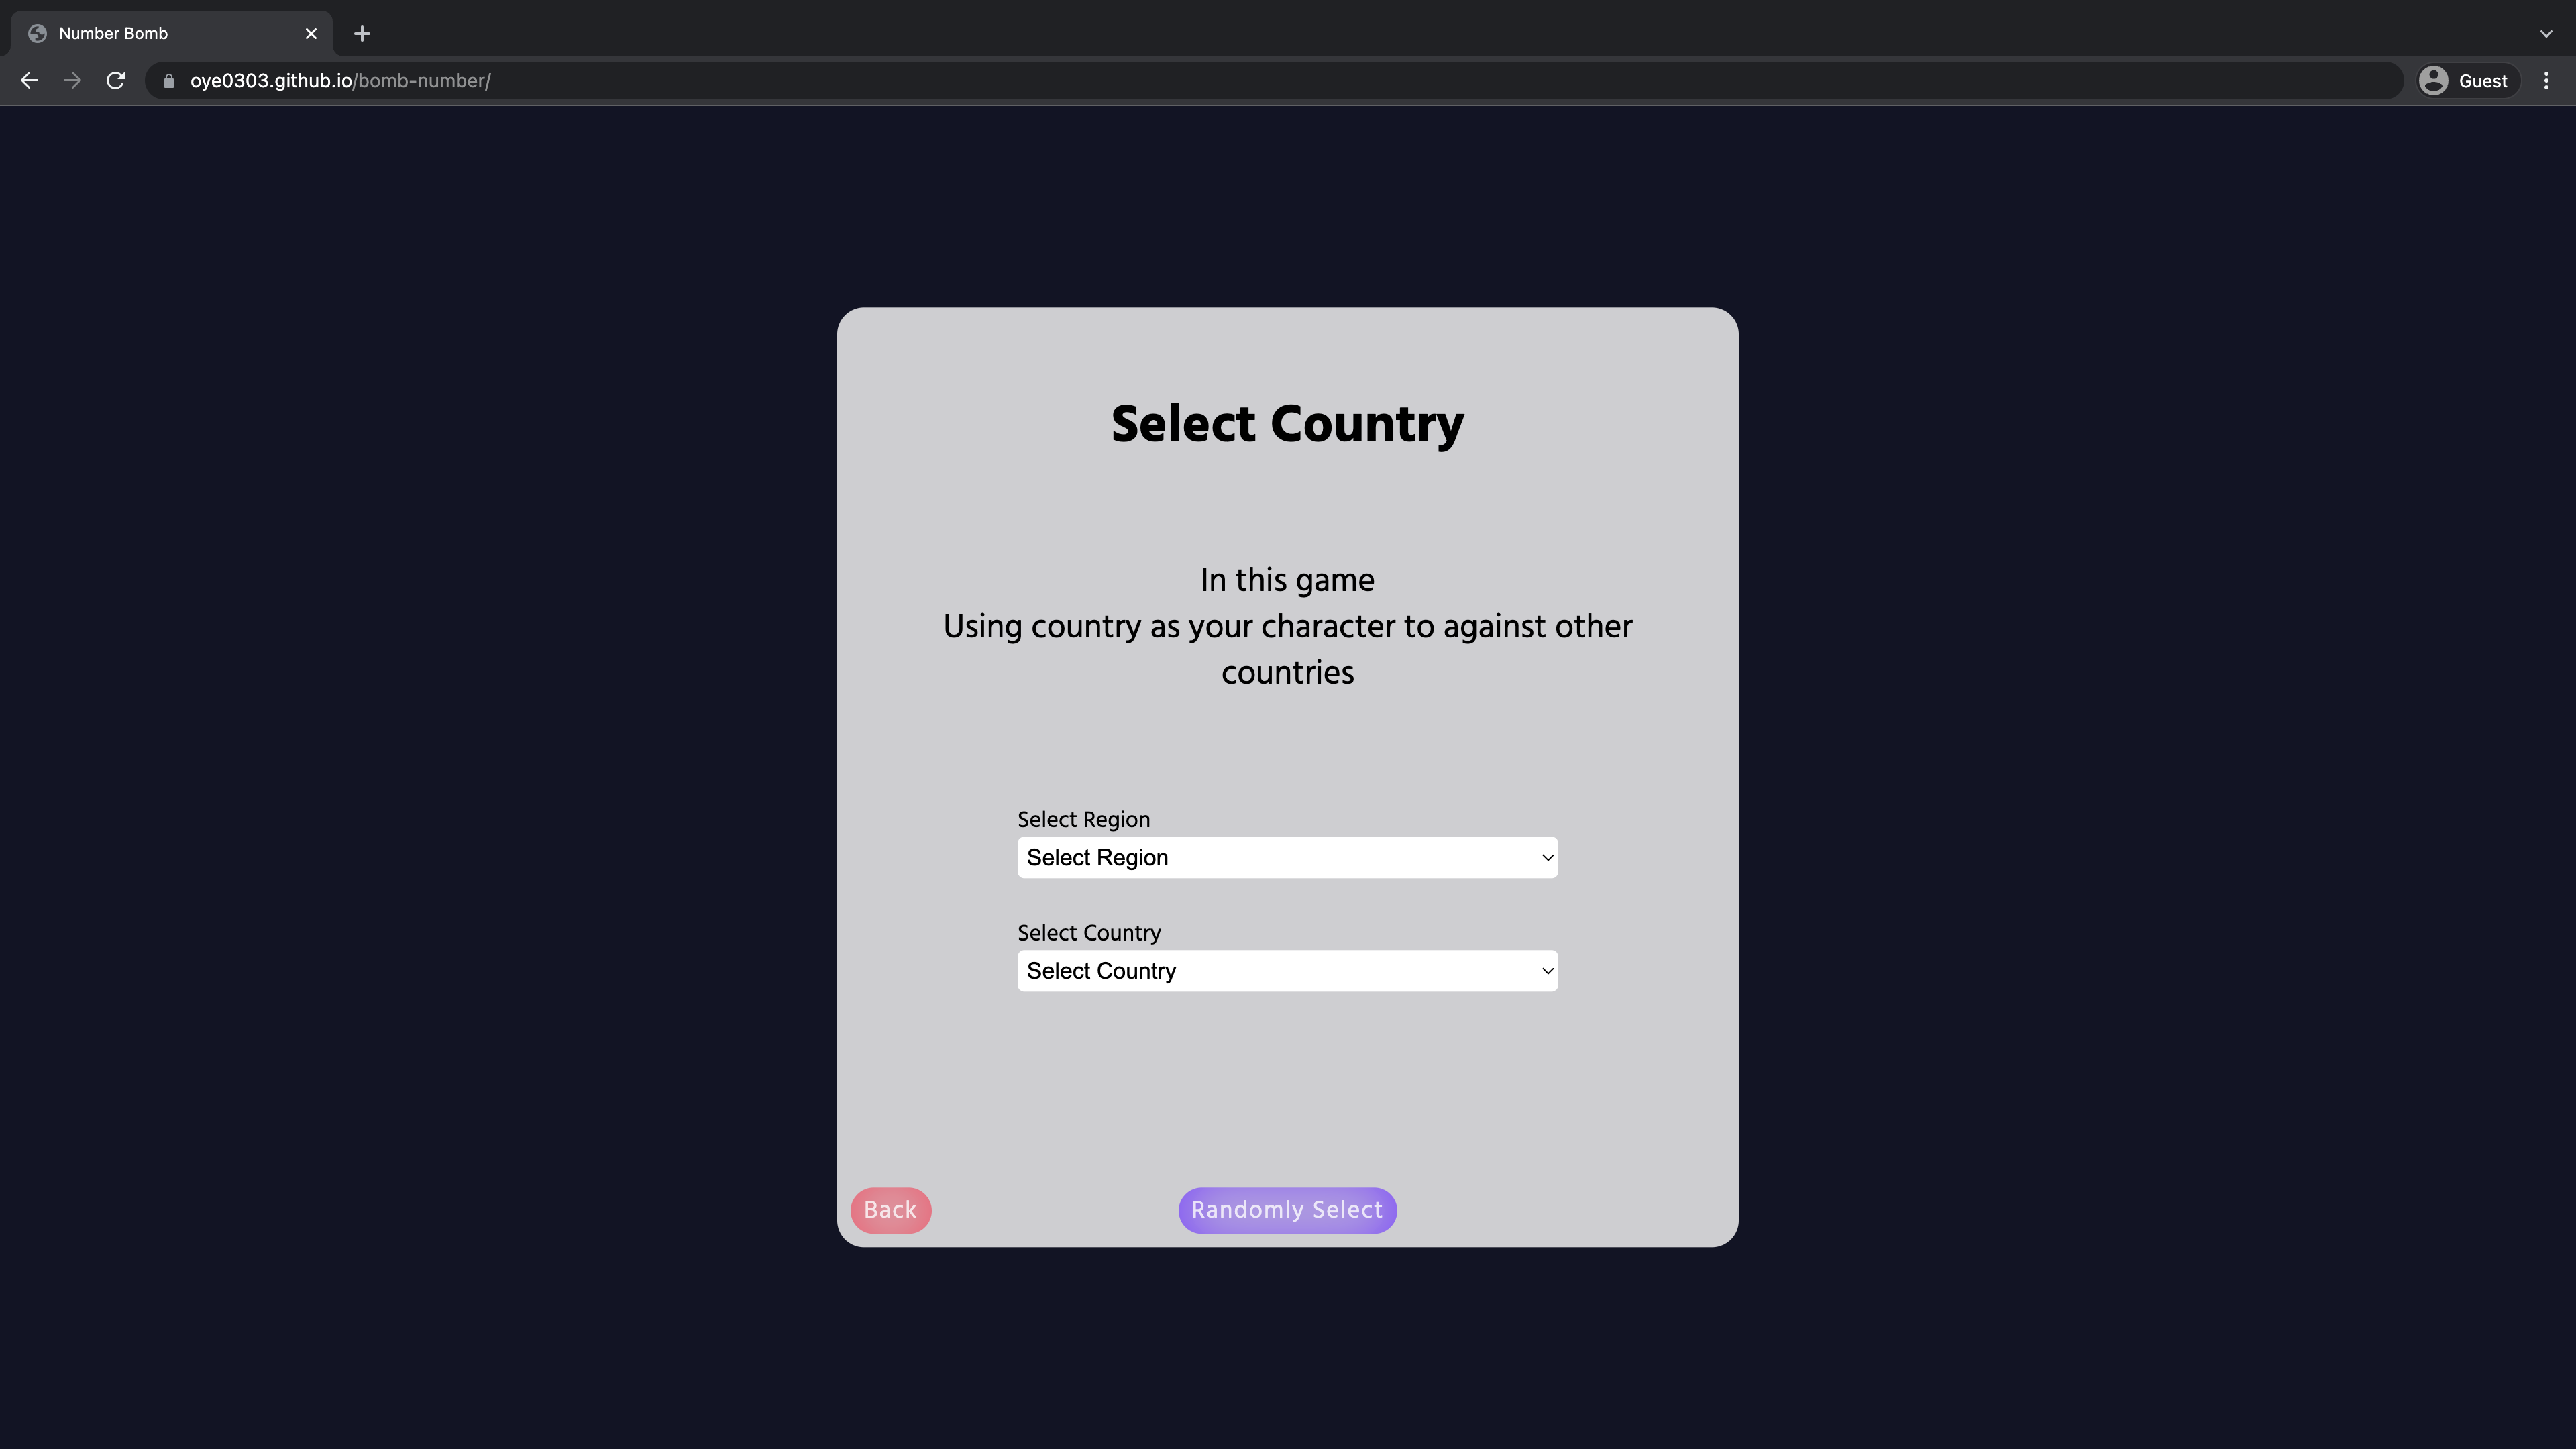 Number Bomb
oye0303.github.io/bomb-number/
Guest
Select Country
In this game
Using country as your character to against other
countries
Select Region
Select Region
Select Country
Select Country
Back
Randomly Select